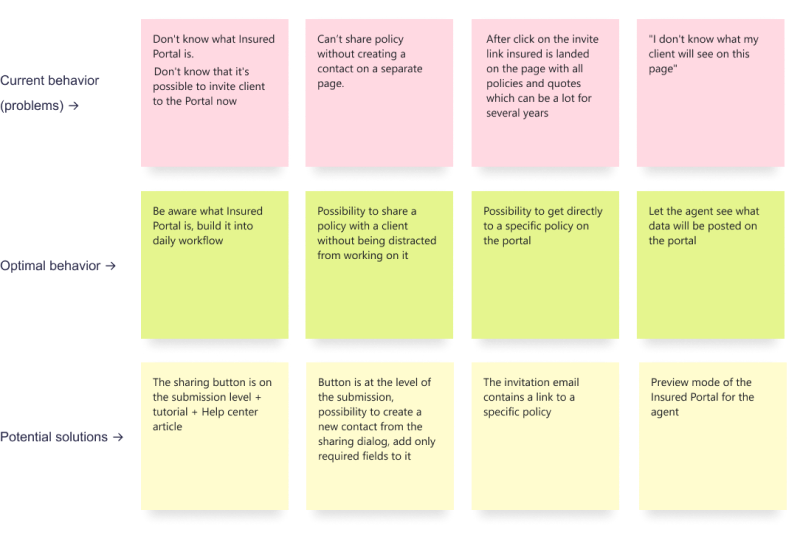 Current behavior
(problems) →
Don't know what Insured
Portal is.
Don't know that it's
possible to invite client
to the Portal now
Can't share policy
without creating a
contact on a separate
page.
After click on the invite
link insured is landed
on the page with all
policies and quotes
which can be a lot for
several years
"I don't know what my
client will see on this
page"
Optimal behavior →
Be aware what Insured
Portal is, build it into
daily workflow
Possibility to share a
policy with a client
without being distracted
from working on it
Possibility to get directly
to a specific policy on
the portal
Let the agent see what
data will be posted on
the portal
Potential solutions →
The sharing button is on
the submission level +
tutorial + Help center
article
Button is at the level of
the submission,
possibility to create a
new contact from the
sharing dialog, add only
required fields to it
The invitation email
contains a link to a
specific policy
Preview mode of the
Insured Portal for the
agent